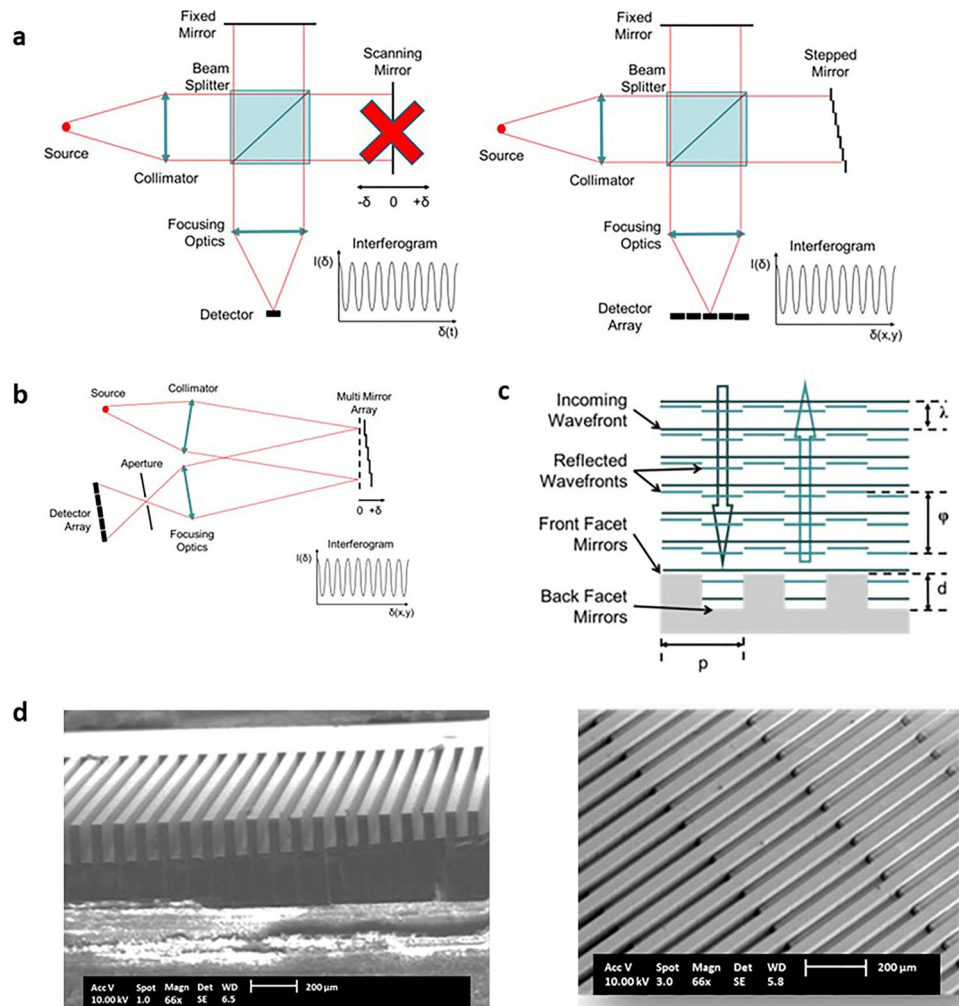 a
Fixed
Mirror
Beam
Splitter
Scanning
Mirror
Source
Collimator
-δ 0 +δ
Focusing
Optics
Interferogram
I(δ)
Detector
δ(t)
Fixed
Mirror
Beam
Splitter
Stepped
Mirror
Source
Collimator
Focusing
Optics
Interferogram
I(δ)
Detector
Array
δ(x,y)
b
Source
Collimator
Multi Mirror
Array
Aperture
Detector
Array
0 +δ
Focusing
Optics
Interferogram
I(δ)
δ(x,y)
c
Incoming
Wavefront
λ
Reflected
Wavefronts
φ
Front Facet
Mirrors
d
Back Facet
Mirrors
p
d
Acc V Spot Magn Det WD
10.00 kV 1.0 66x SE 6.5
200 µm
Acc V Spot Magn Det WD
10.00 kV 3.0 66x SE 5.8
200 µm